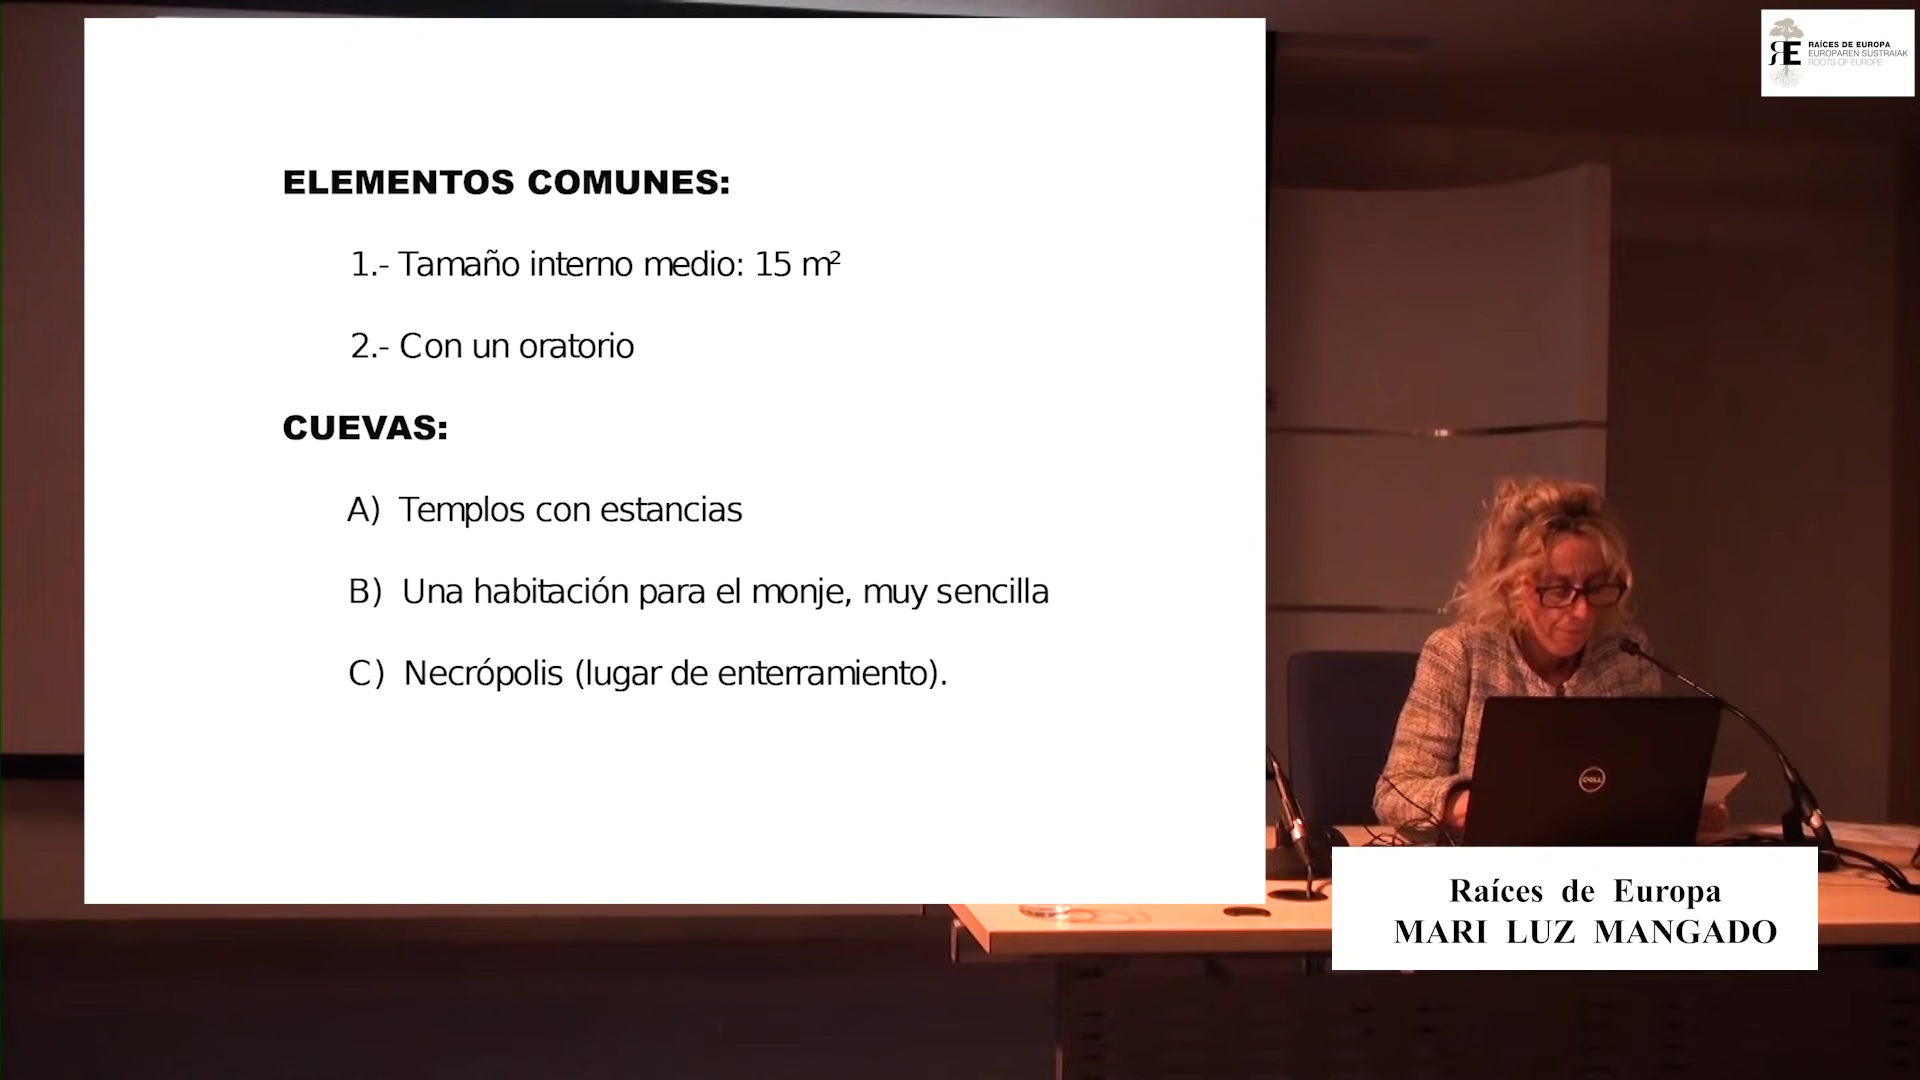 ELEMENTOS COMUNES:
1.- Tamaño interno medio: 15 m²
2.- Con un oratorio
CUEVAS:
A) Templos con estancias
B) Una habitación para el monje, muy sencilla
C) Necrópolis (lugar de enterramiento).
RAÍCES DE EUROPA
EUROPAREN SUSTRAIAK
ROOTS OF EUROPE
RE
DELL
Raíces de Europa
MARI LUZ MANGADO